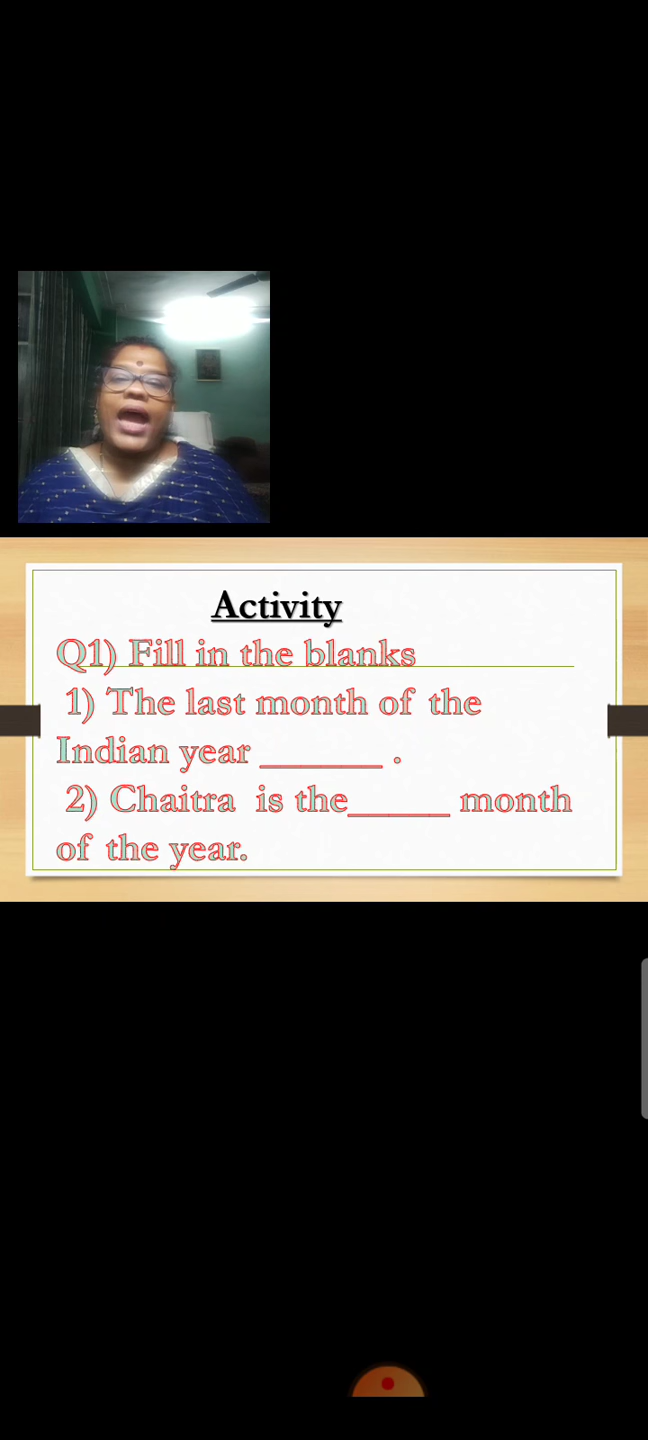 Activity
Q1) Fill in the blanks
1) The last month of the
Indian year _______ .
2) Chaitra is the______ month
of the year.